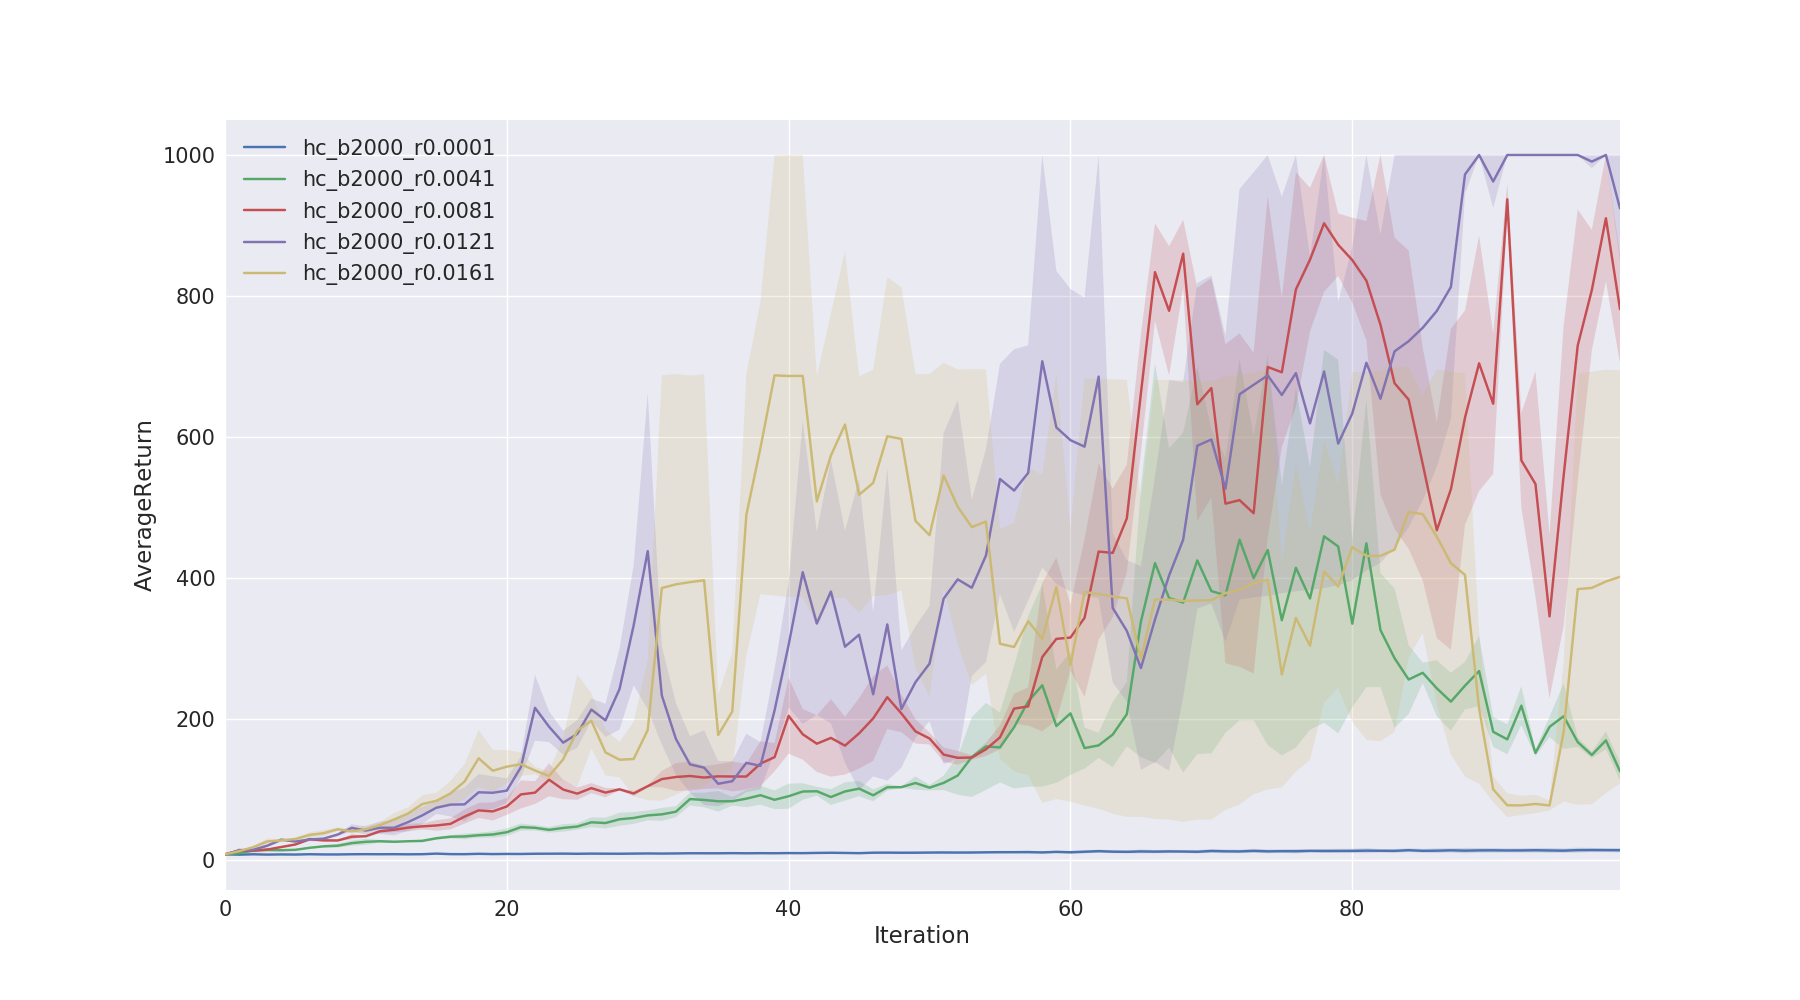 hc_b2000_r0.0001
hc_b2000_r0.0041
hc_b2000_r0.0081
hc_b2000_r0.0121
hc_b2000_r0.0161
1000
800
600
400
200
0
AverageReturn
0 20 40 60 80
Iteration